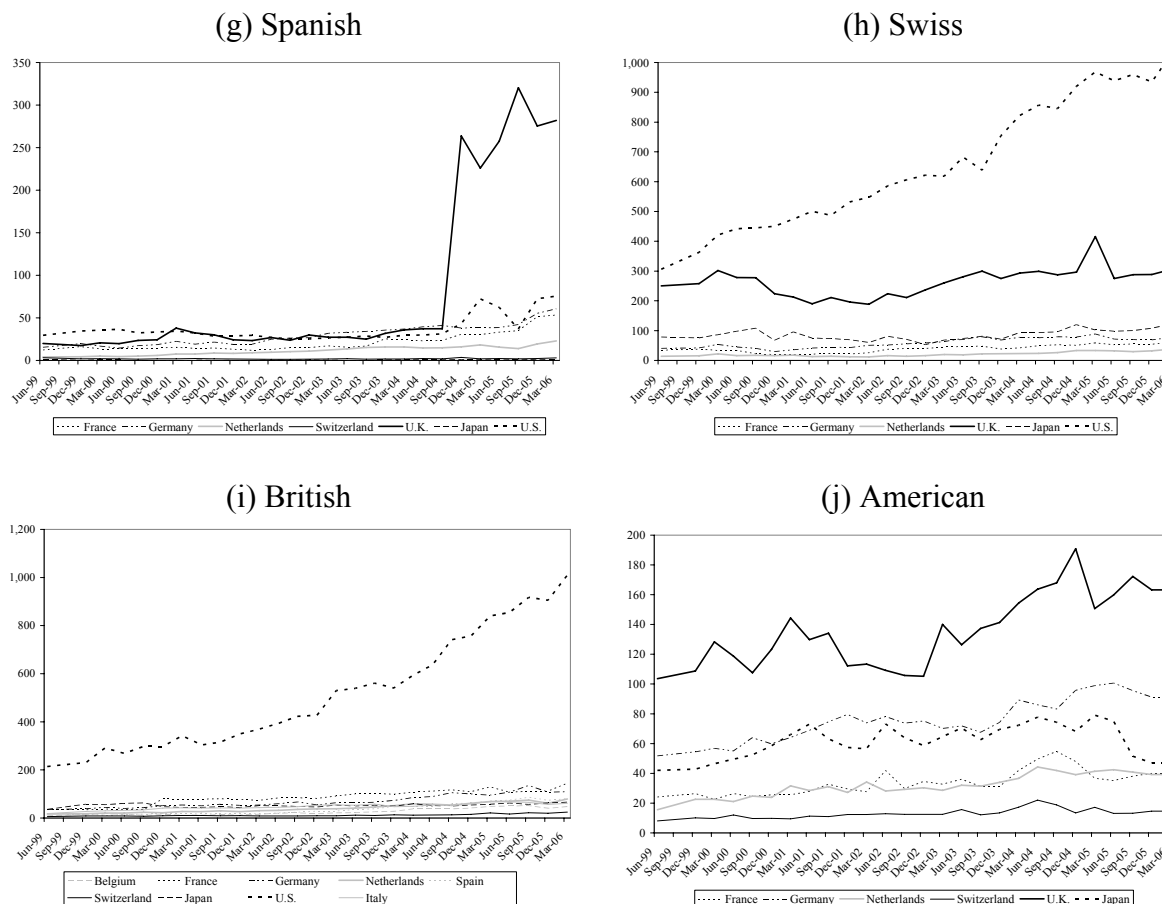 (g) Spanish
350
300
250
200
150
100
50
0
Jun-99 Sep-99 Dec-99 Mar-00 Jun-00 Sep-00 Dec-00 Mar-01 Jun-01 Sep-01 Dec-01 Mar-02 Jun-02 Sep-02 Dec-02 Mar-03 Jun-03 Sep-03 Dec-03 Mar-04 Jun-04 Sep-04 Dec-04 Mar-05 Jun-05 Sep-05 Dec-05 Mar-06
France Germany Netherlands Switzerland U.K. Japan U.S.
(h) Swiss
1,000
900
800
700
600
500
400
300
200
100
0
Jun-99 Sep-99 Dec-99 Mar-00 Jun-00 Sep-00 Dec-00 Mar-01 Jun-01 Sep-01 Dec-01 Mar-02 Jun-02 Sep-02 Dec-02 Mar-03 Jun-03 Sep-03 Dec-03 Mar-04 Jun-04 Sep-04 Dec-04 Mar-05 Jun-05 Sep-05 Dec-05 Mar-06
France Germany Netherlands U.K. Japan U.S.
(i) British
1,200
1,000
800
600
400
200
0
Jun-99 Sep-99 Dec-99 Mar-00 Jun-00 Sep-00 Dec-00 Mar-01 Jun-01 Sep-01 Dec-01 Mar-02 Jun-02 Sep-02 Dec-02 Mar-03 Jun-03 Sep-03 Dec-03 Mar-04 Jun-04 Sep-04 Dec-04 Mar-05 Jun-05 Sep-05 Dec-05 Mar-06
Belgium France Germany Netherlands Spain
Switzerland Japan U.S. Italy
(j) American
200
180
160
140
120
100
80
60
40
20
0
Jun-99 Sep-99 Dec-99 Mar-00 Jun-00 Sep-00 Dec-00 Mar-01 Jun-01 Sep-01 Dec-01 Mar-02 Jun-02 Sep-02 Dec-02 Mar-03 Jun-03 Sep-03 Dec-03 Mar-04 Jun-04 Sep-04 Dec-04 Mar-05 Jun-05 Sep-05 Dec-05 Mar-06
France Germany Netherlands Switzerland U.K. Japan